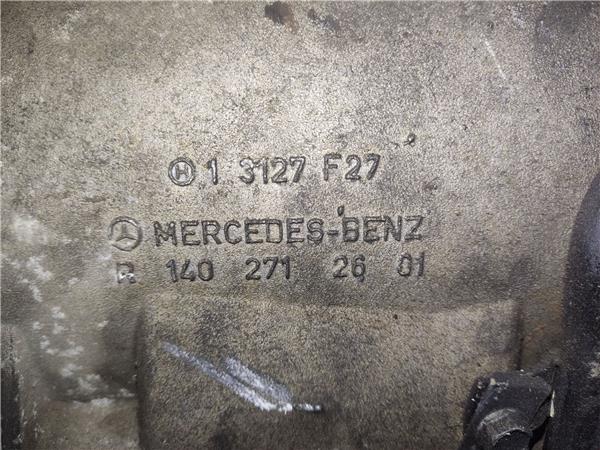 Ⓗ 1 3127 F27
MERCEDES-BENZ
R 140 271 26 01